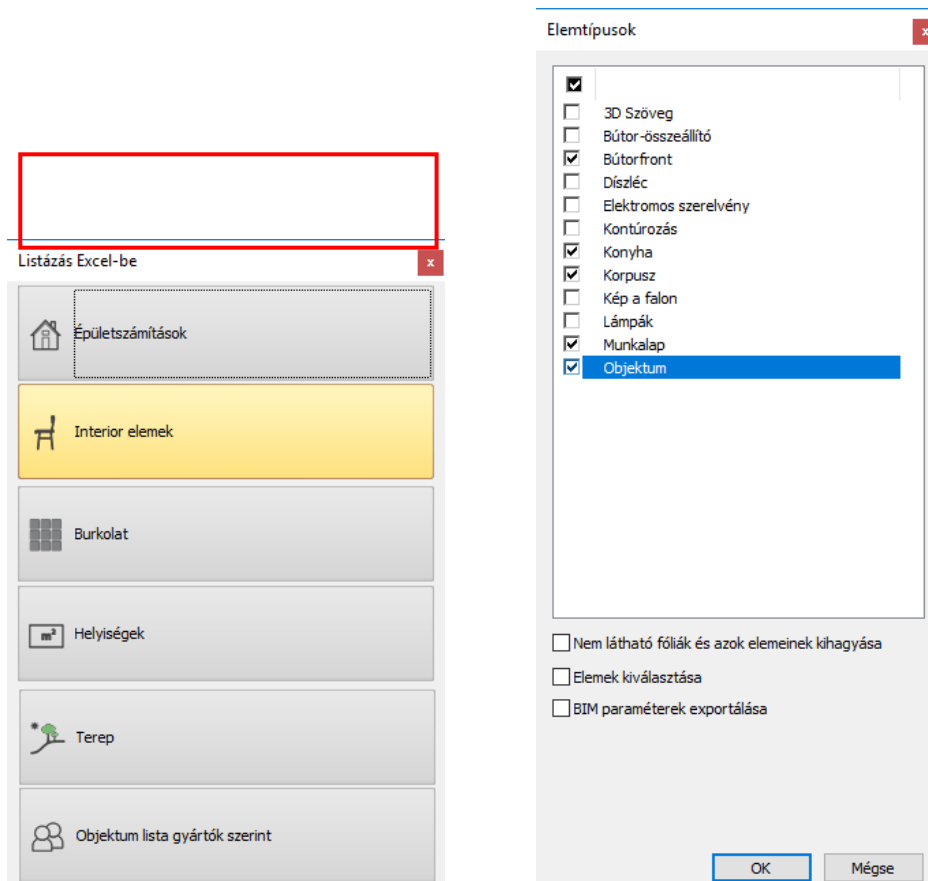 Listázás Excel-be
x
Épületszámítások
Interior elemek
Burkolat
m²
Helyiségek
Terep
Objektum lista gyártók szerint
Elemtípusok
x
3D Szöveg
Bútor-összeállító
Bútorfront
Díszléc
Elektromos szerelvény
Kontúrozás
Konyha
Korpusz
Kép a falon
Lámpák
Munkalap
Objektum
Nem látható fóliák és azok elemeinek kihagyása
Elemek kiválasztása
BIM paraméterek exportálása
OK
Mégse